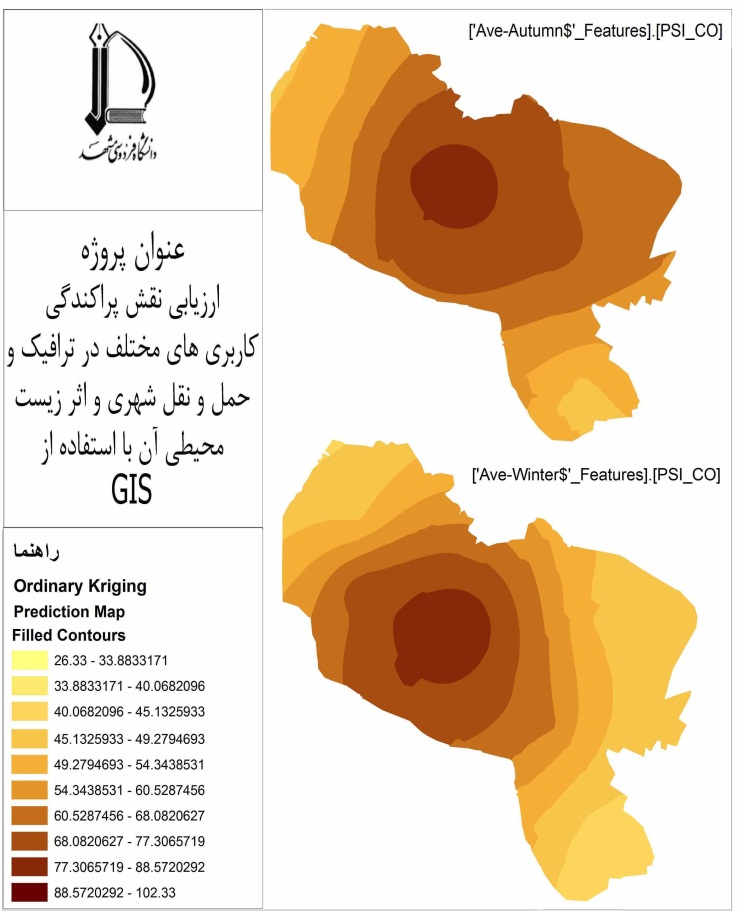 دانشگاه فردوسی مشهد
عنوان پروژه
ارزیابی نقش پراکندگی
کاربری های مختلف در ترافیک و
حمل و نقل شهری و اثر زیست
محیطی آن با استفاده از
GIS
راهنما
Ordinary Kriging
Prediction Map
Filled Contours
26.33 - 33.8833171
33.8833171 - 40.0682096
40.0682096 - 45.1325933
45.1325933 - 49.2794693
49.2794693 - 54.3438531
54.3438531 - 60.5287456
60.5287456 - 68.0820627
68.0820627 - 77.3065719
77.3065719 - 88.5720292
88.5720292 - 102.33
['Ave-Autumn$'_Features].[PSI_CO]
['Ave-Winter$'_Features].[PSI_CO]